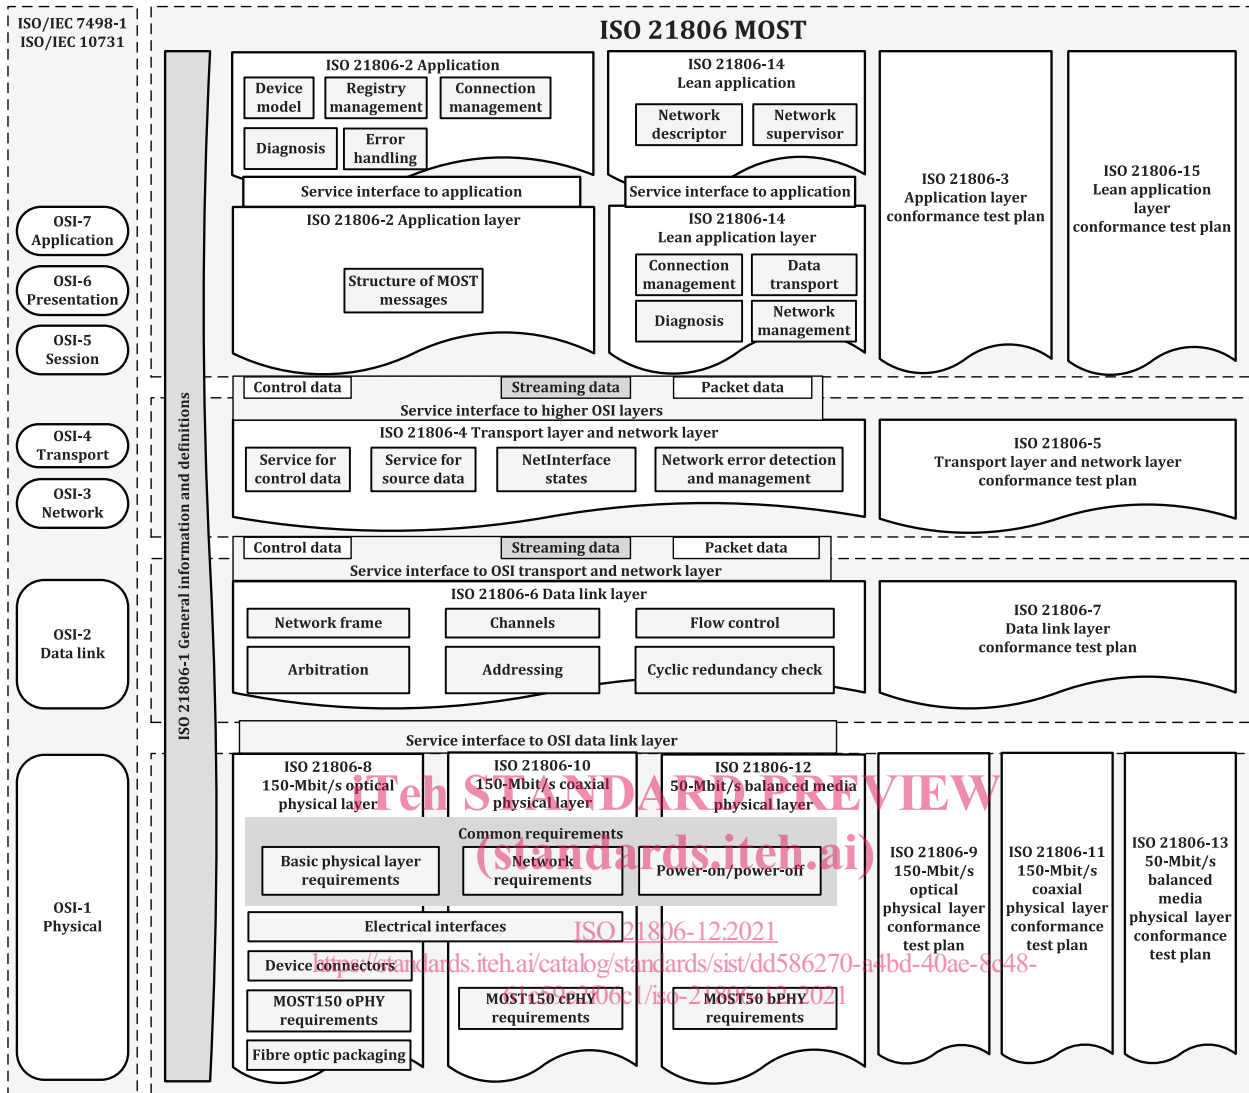 ISO/IEC 7498-1
ISO/IEC 10731
ISO 21806 MOST
ISO 21806-1 General information and definitions
OSI-7
Application
OSI-6
Presentation
OSI-5
Session
OSI-4
Transport
OSI-3
Network
OSI-2
Data link
OSI-1
Physical
ISO 21806-2 Application
Device
model
Registry
management
Connection
management
Diagnosis
Error
handling
Service interface to application
ISO 21806-2 Application layer
Structure of MOST
messages
ISO 21806-14
Lean application
Network
descriptor
Network
supervisor
Service interface to application
ISO 21806-14
Lean application layer
Connection
management
Data
transport
Diagnosis
Network
management
ISO 21806-3
Application layer
conformance test plan
ISO 21806-15
Lean application
layer
conformance test plan
Control data
Streaming data
Packet data
Service interface to higher OSI layers
ISO 21806-4 Transport layer and network layer
Service for
control data
Service for
source data
NetInterface
states
Network error detection
and management
ISO 21806-5
Transport layer and network layer
conformance test plan
Control data
Streaming data
Packet data
Service interface to OSI transport and network layer
ISO 21806-6 Data link layer
Network frame
Channels
Flow control
Arbitration
Addressing
Cyclic redundancy check
ISO 21806-7
Data link layer
conformance test plan
Service interface to OSI data link layer
ISO 21806-8
150-Mbit/s optical
physical layer
ISO 21806-10
150-Mbit/s coaxial
physical layer
ISO 21806-12
50-Mbit/s balanced media
physical layer
iTeh STANDARD PREVIEW
(standards.iteh.ai)
Common requirements
Basic physical layer
requirements
Network
requirements
Power-on/power-off
Electrical interfaces
ISO 21806-12:2021
Device connectors
https://standards.iteh.ai/catalog/standards/sist/dd586270-a4bd-40ae-8c48-
MOST150 oPHY
requirements
MOST150 cPHY
requirements
MOST50 bPHY
requirements
Fibre optic packaging
ISO 21806-9
150-Mbit/s
optical
physical layer
conformance
test plan
ISO 21806-11
150-Mbit/s
coaxial
physical layer
conformance
test plan
ISO 21806-13
50-Mbit/s
balanced
media
physical layer
conformance
test plan